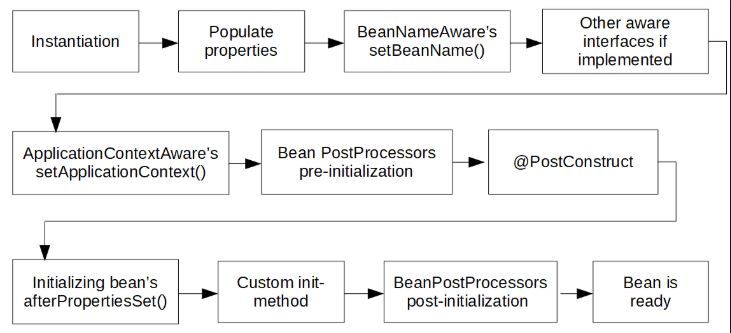 Instantiation
Populate
properties
BeanNameAware's
setBeanName()
Other aware
interfaces if
implemented
ApplicationContextAware's
setApplicationContext()
Bean PostProcessors
pre-initialization
@PostConstruct
Initializing bean's
afterPropertiesSet()
Custom init-
method
BeanPostProcessors
post-initialization
Bean is
ready